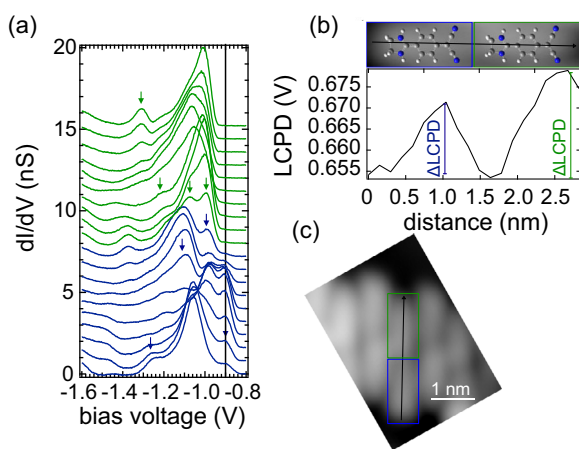 (a)
20
15
10
5
0
dI/dV (nS)
-1.6 -1.4 -1.2 -1.0 -0.8
bias voltage (V)
(b)
0.675
0.670
0.665
0.660
0.655
LCPD (V)
ΔLCPD
ΔLCPD
0.0 0.5 1.0 1.5 2.0 2.5
distance (nm)
(c)
1 nm